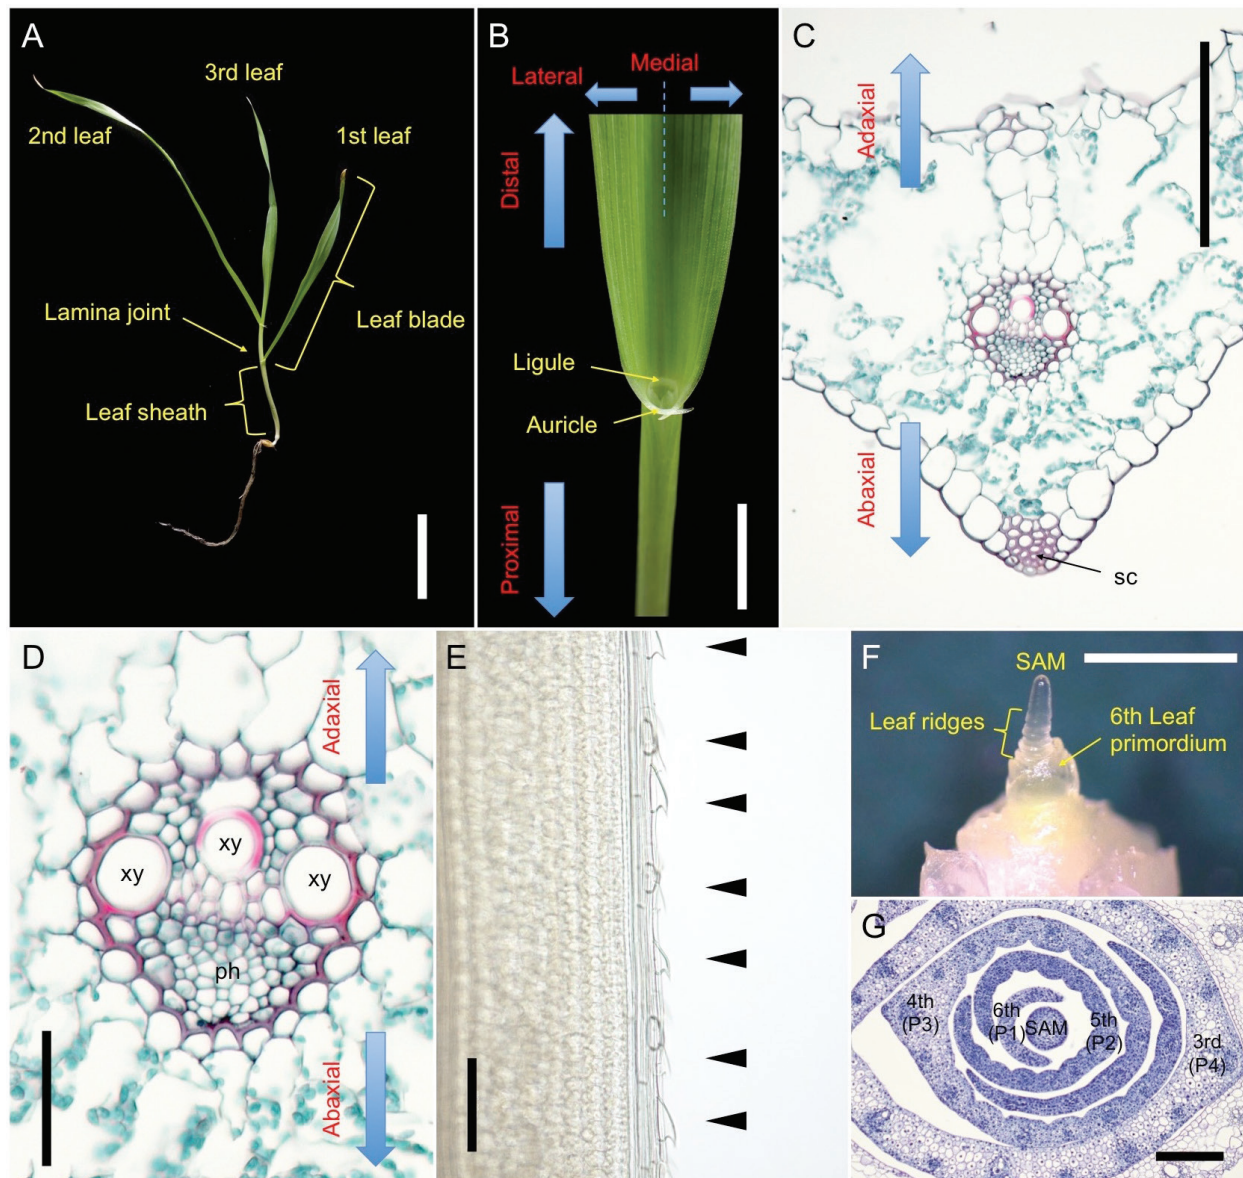 A
3rd leaf
2nd leaf
1st leaf
Lamina joint
Leaf blade
Leaf sheath
B
Medial
Lateral
Distal
Ligule
Auricle
Proximal
C
Adaxial
Abaxial
sc
D
Adaxial
xy
xy
xy
ph
Abaxial
E
F
SAM
Leaf ridges
6th Leaf
primordium
G
4th
(P3)
6th
(P1)
SAM
5th
(P2)
3rd
(P4)